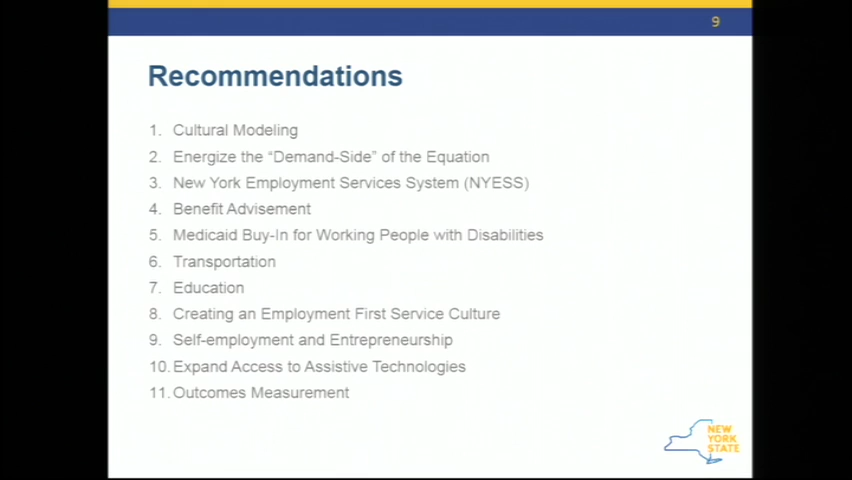 9
Recommendations
1. Cultural Modeling
2. Energize the “Demand-Side” of the Equation
3. New York Employment Services System (NYESS)
4. Benefit Advisement
5. Medicaid Buy-In for Working People with Disabilities
6. Transportation
7. Education
8. Creating an Employment First Service Culture
9. Self-employment and Entrepreneurship
10. Expand Access to Assistive Technologies
11. Outcomes Measurement
NEW
YORK
STATE